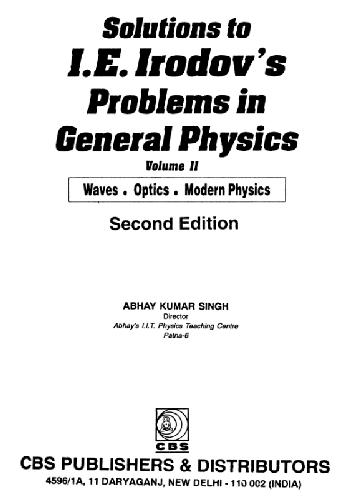 Solutions to
I.E. Irodov's
Problems in
General Physics
Volume II
Waves . Optics . Modern Physics
Second Edition
ABHAY KUMAR SINGH
Director
Abhay's I.I.T. Physics Teaching Centre
Patna-6
CBS
CBS PUBLISHERS & DISTRIBUTORS
4596/1A, 11 DARYAGANJ, NEW DELHI - 110 002 (INDIA)